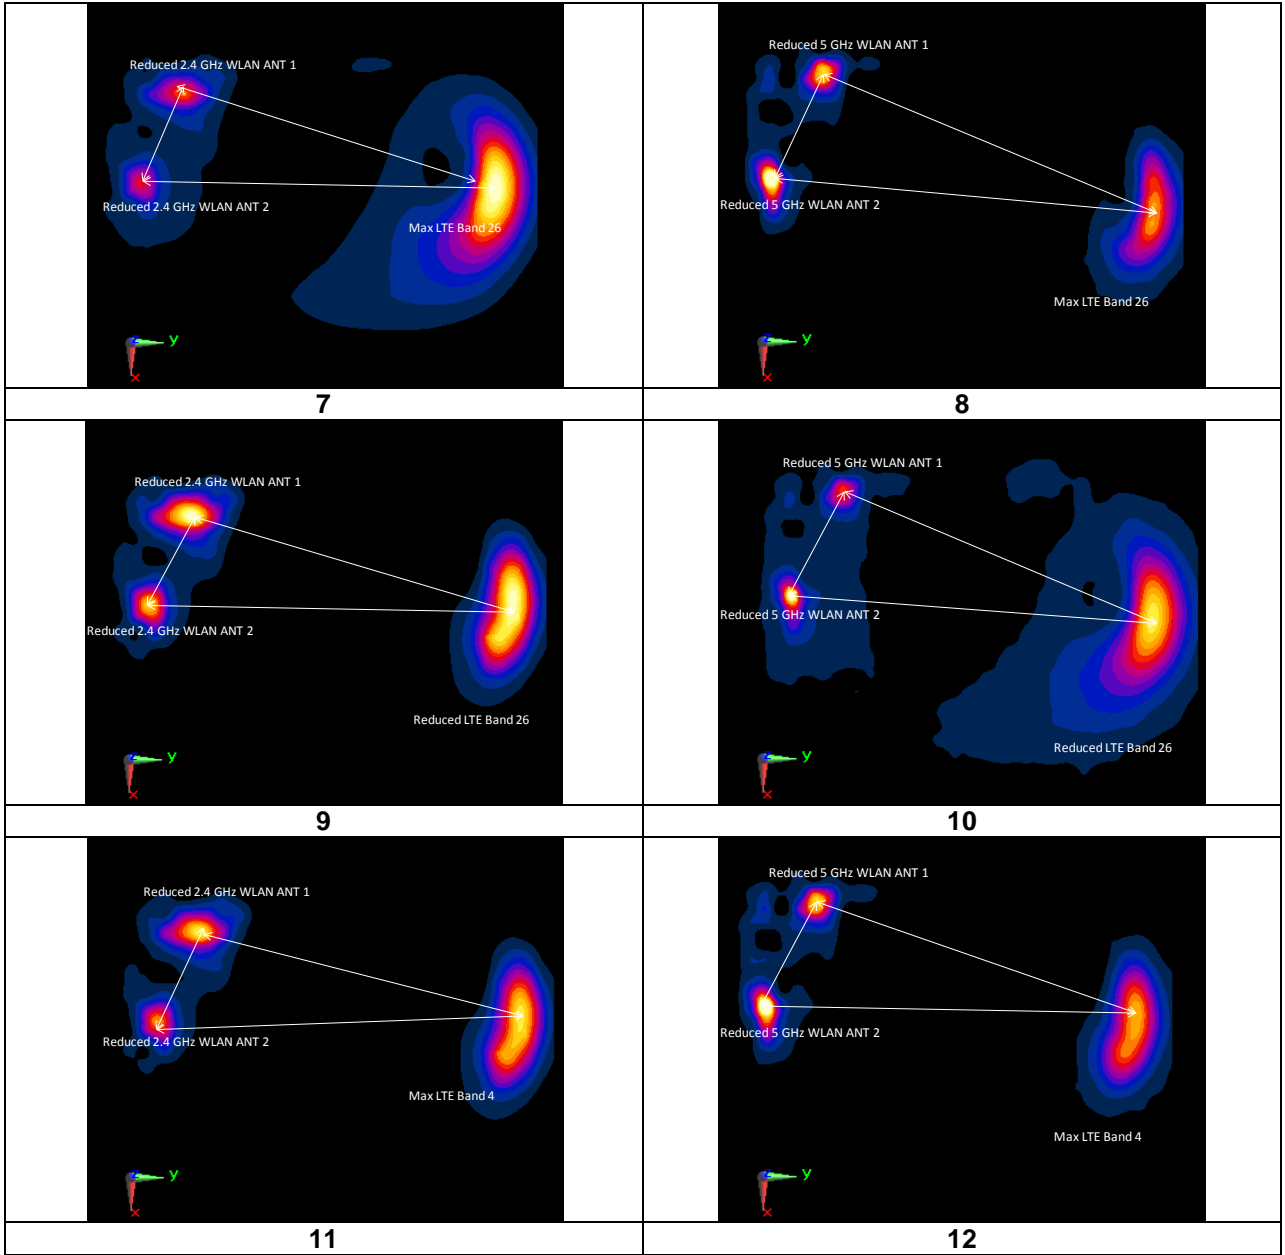 Reduced 2.4 GHz WLAN ANT 1
Reduced 2.4 GHz WLAN ANT 2
Max LTE Band 26
y
x
7
Reduced 5 GHz WLAN ANT 1
Reduced 5 GHz WLAN ANT 2
Max LTE Band 26
y
x
8
Reduced 2.4 GHz WLAN ANT 1
Reduced 2.4 GHz WLAN ANT 2
Reduced LTE Band 26
y
x
9
Reduced 5 GHz WLAN ANT 1
Reduced 5 GHz WLAN ANT 2
Reduced LTE Band 26
y
x
10
Reduced 2.4 GHz WLAN ANT 1
Reduced 2.4 GHz WLAN ANT 2
Max LTE Band 4
y
x
11
Reduced 5 GHz WLAN ANT 1
Reduced 5 GHz WLAN ANT 2
Max LTE Band 4
y
x
12